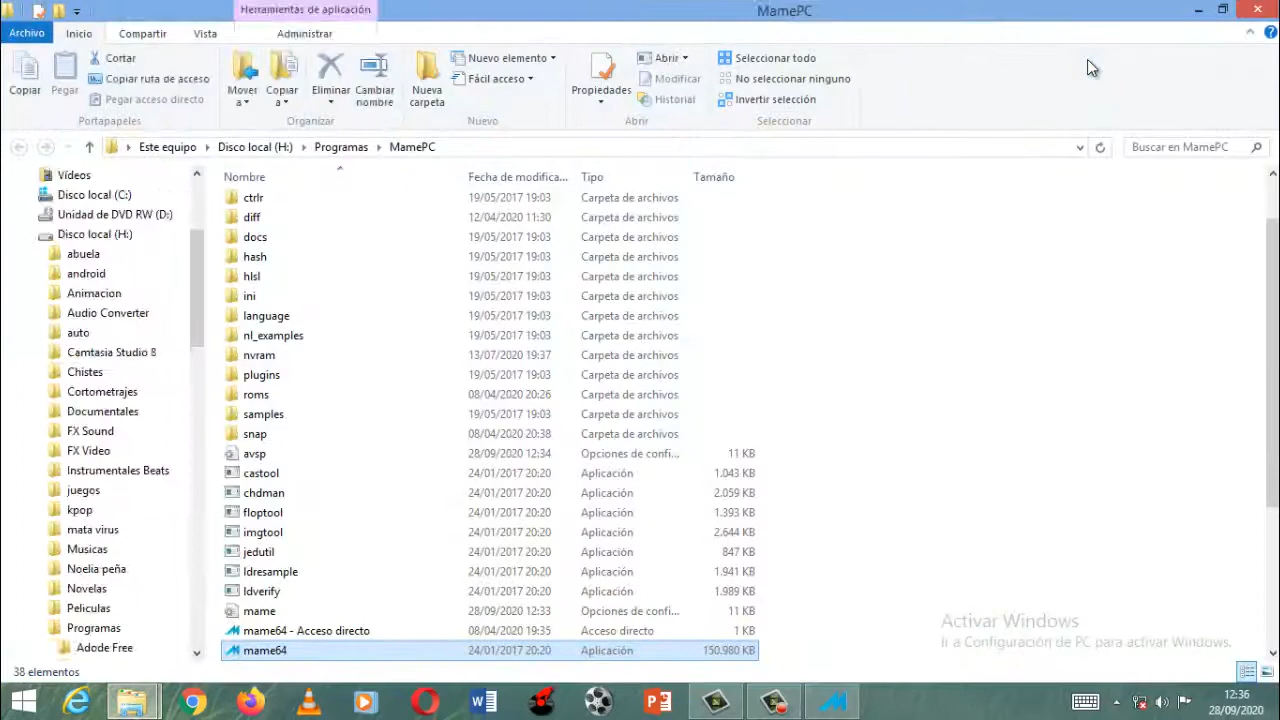 Herramientas de aplicación
MamePC
Archivo
Inicio
Compartir
Vista
Administrar
Copiar
Pegar
Cortar
Copiar ruta de acceso
Pegar acceso directo
Portapapeles
Mover a
Copiar a
Eliminar
Cambiar nombre
Organizar
Nueva carpeta
Nuevo elemento
Fácil acceso
Nuevo
Propiedades
Abrir
Modificar
Historial
Abrir
Seleccionar todo
No seleccionar ninguno
Invertir selección
Seleccionar
Este equipo
Disco local (H:)
Programas
MamePC
Buscar en MamePC
Vídeos
Disco local (C:)
Unidad de DVD RW (D:)
Disco local (H:)
abuela
android
Animacion
Audio Converter
auto
Camtasia Studio 8
Chistes
Cortometrajes
Documentales
FX Sound
FX Video
Instrumentales Beats
juegos
kpop
mata virus
Musicas
Noelia peña
Novelas
Peliculas
Programas
Adode Free
Nombre Fecha de modifica... Tipo Tamaño
ctrlr 19/05/2017 19:03 Carpeta de archivos
diff 12/04/2020 11:30 Carpeta de archivos
docs 19/05/2017 19:03 Carpeta de archivos
hash 19/05/2017 19:03 Carpeta de archivos
hlsl 19/05/2017 19:03 Carpeta de archivos
ini 19/05/2017 19:03 Carpeta de archivos
language 19/05/2017 19:03 Carpeta de archivos
nl_examples 19/05/2017 19:03 Carpeta de archivos
nvram 13/07/2020 19:37 Carpeta de archivos
plugins 19/05/2017 19:03 Carpeta de archivos
roms 08/04/2020 20:26 Carpeta de archivos
samples 19/05/2017 19:03 Carpeta de archivos
snap 08/04/2020 20:38 Carpeta de archivos
avsp 28/09/2020 12:34 Opciones de confi... 11 KB
castool 24/01/2017 20:20 Aplicación 1.043 KB
chdman 24/01/2017 20:20 Aplicación 2.059 KB
floptool 24/01/2017 20:20 Aplicación 1.393 KB
imgtool 24/01/2017 20:20 Aplicación 2.644 KB
jedutil 24/01/2017 20:20 Aplicación 847 KB
ldresample 24/01/2017 20:20 Aplicación 1.941 KB
ldverify 24/01/2017 20:20 Aplicación 1.989 KB
mame 28/09/2020 12:33 Opciones de confi... 11 KB
mame64 - Acceso directo 08/04/2020 19:35 Acceso directo 1 KB
mame64 24/01/2017 20:20 Aplicación 150.980 KB
Activar Windows
Ir a Configuración de PC para activar Windows.
38 elementos
12:36
28/09/2020